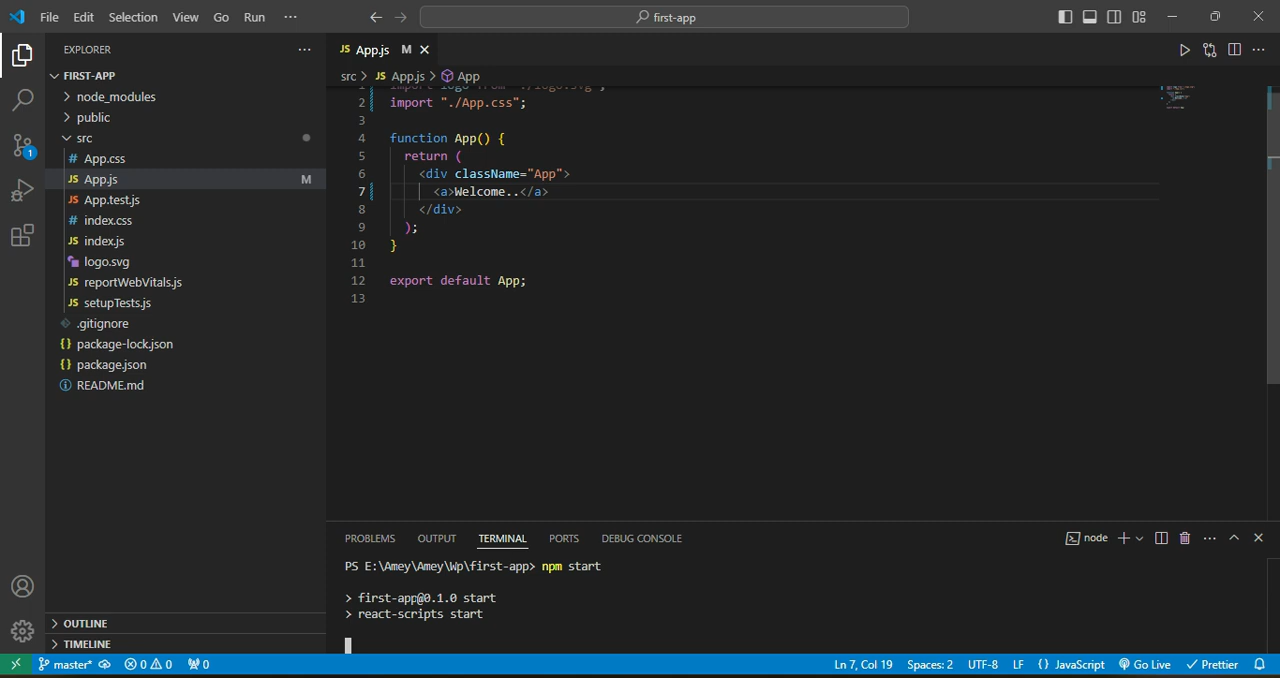 File Edit Selection View Go Run ···
first-app
EXPLORER ···
FIRST-APP
node_modules
public
src
# App.css
JS App.js M
JS App.test.js
# index.css
JS index.js
logo.svg
JS reportWebVitals.js
JS setupTests.js
.gitignore
{} package-lock.json
{} package.json
README.md
OUTLINE
TIMELINE
1
JS App.js M
src > JS App.js > App
2 import "./App.css";
3
4 function App() {
5 return (
6 <div className="App">
7 <a>Welcome..</a>
8 </div>
9 );
10 }
11
12 export default App;
13
PROBLEMS OUTPUT TERMINAL PORTS DEBUG CONSOLE
node
PS E:\Amey\Amey\Wp\first-app> npm start
> first-app@0.1.0 start
> react-scripts start
master* 0 0 0 Ln 7, Col 19 Spaces: 2 UTF-8 LF {} JavaScript Go Live Prettier